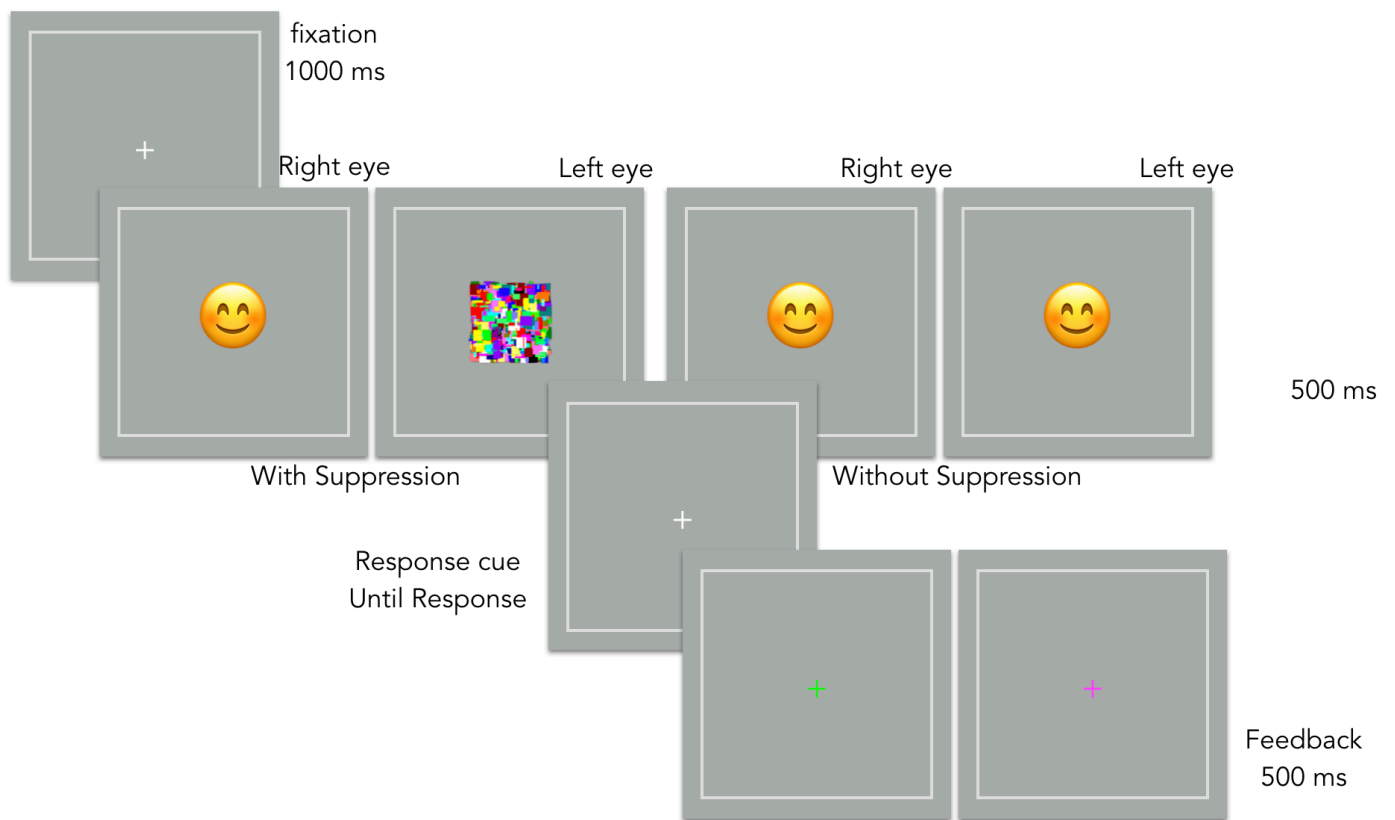 fixation
1000 ms
Right eye
Left eye
Right eye
Left eye
500 ms
With Suppression
Without Suppression
Response cue
Until Response
Feedback
500 ms